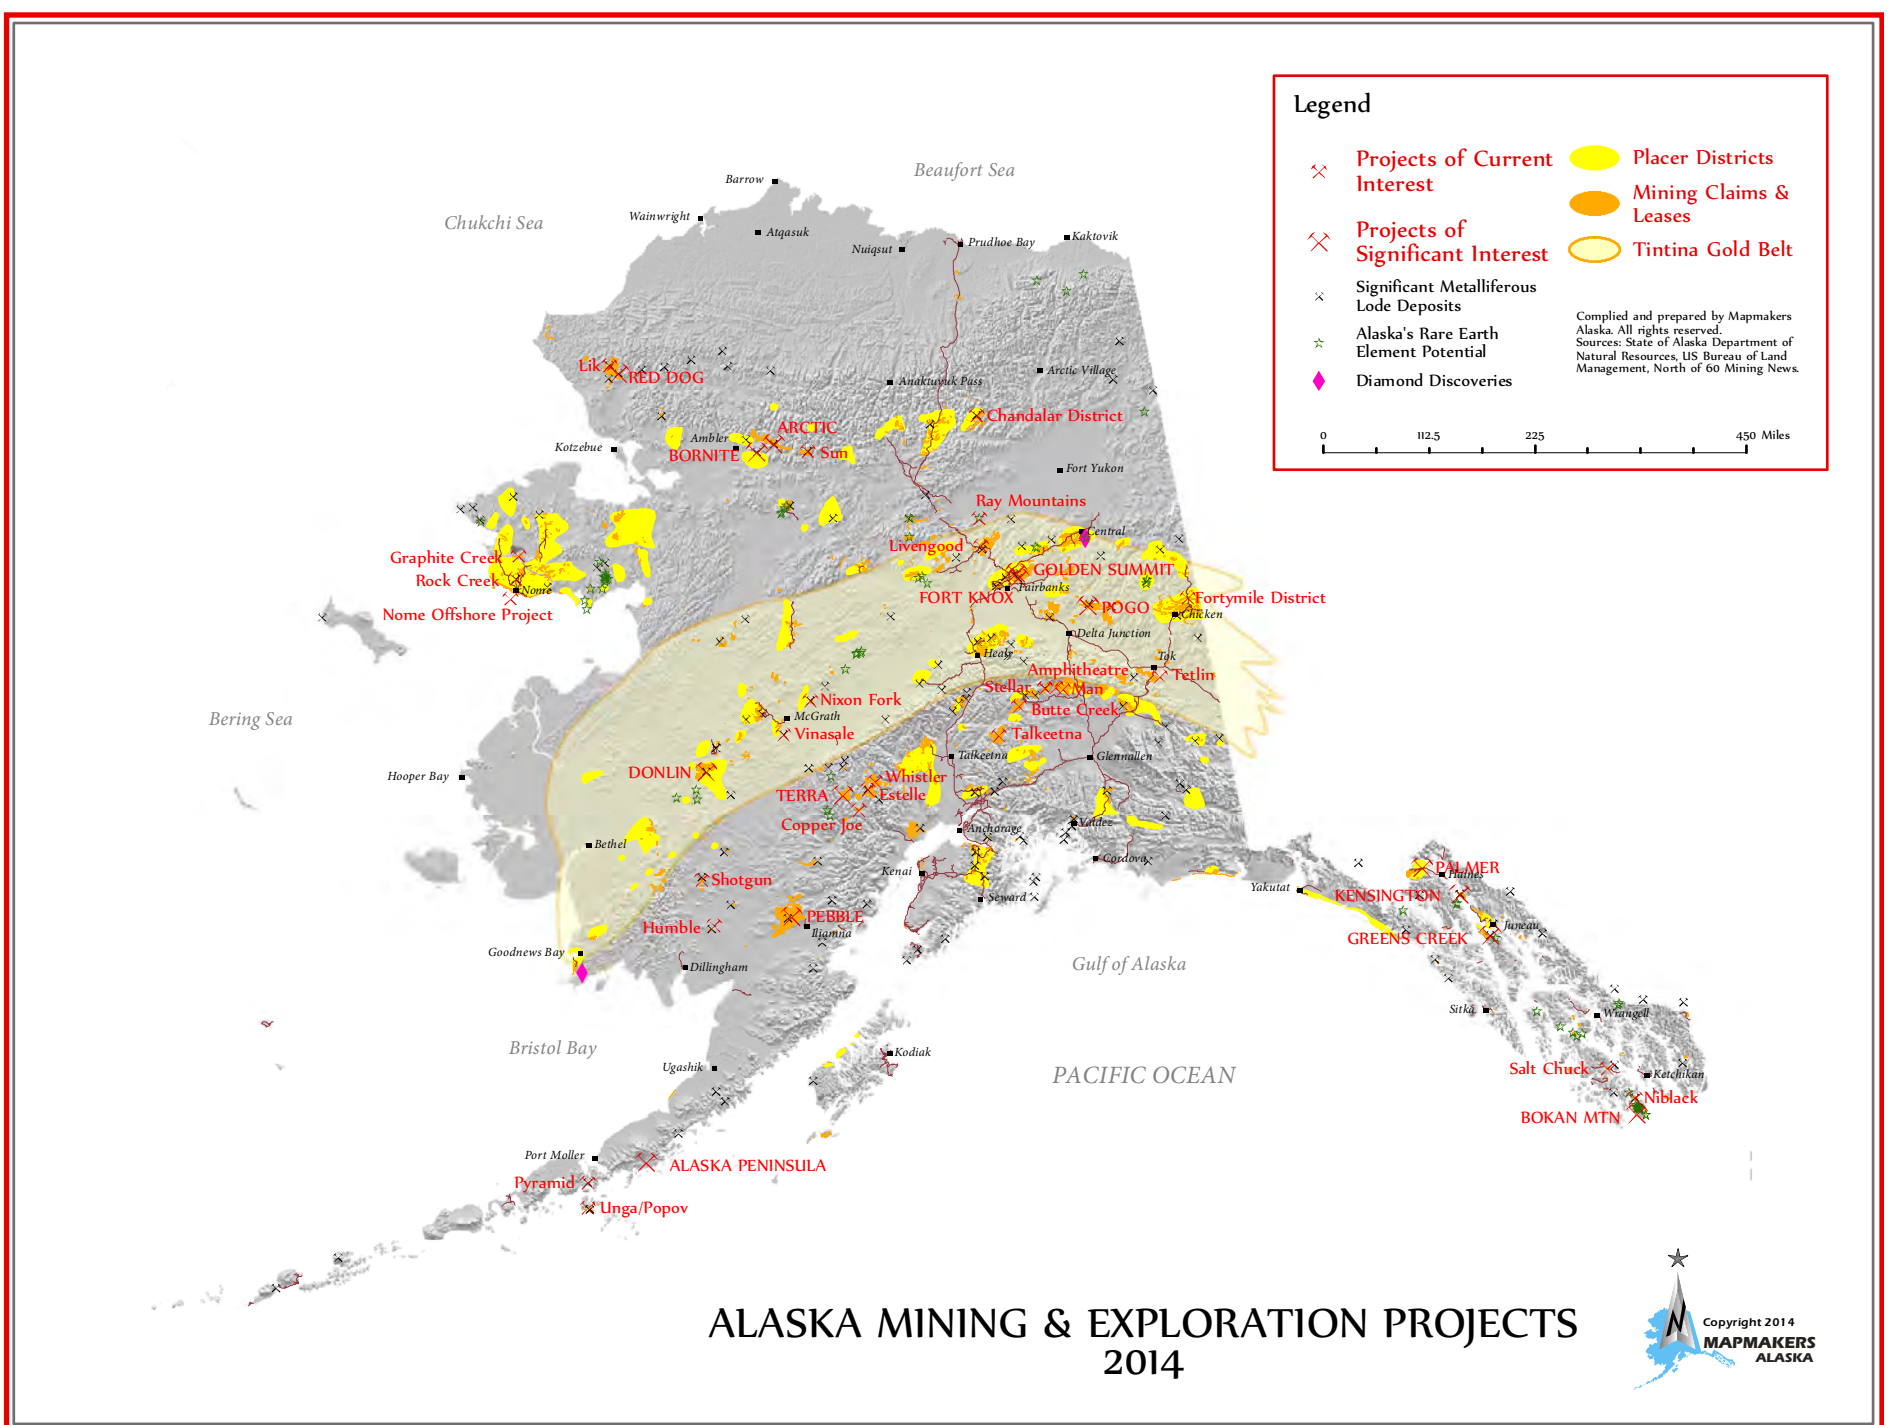 Legend
Projects of Current
Interest
Projects of
Significant Interest
Significant Metalliferous
Lode Deposits
Alaska's Rare Earth
Element Potential
Diamond Discoveries
Placer Districts
Mining Claims &
Leases
Tintina Gold Belt
Complied and prepared by Mapmakers
Alaska. All rights reserved.
Sources: State of Alaska Department of
Natural Resources, US Bureau of Land
Management, North of 60 Mining News.
0 112.5 225 450 Miles
Beaufort Sea
Chukchi Sea
Barrow
Wainwright
Atqasuk
Nuiqsut
Prudhoe Bay
Kaktovik
Lik
RED DOG
Anaktuvuk Pass
Arctic Village
Chandalar District
ARCTIC
Ambler
Kotzebue
BORNITE
Sun
Fort Yukon
Ray Mountains
Central
Livengood
Graphite Creek
Rock Creek
Nome
Nome Offshore Project
GOLDEN SUMMIT
Fairbanks
FORT KNOX
POGO
Fortymile District
Chicken
Delta Junction
Healy
Tok
Amphitheatre
Tetlin
Stellar
Man
Butte Creek
Nixon Fork
McGrath
Vinasale
Talkeetna
Bering Sea
Talkeetna
Glennallen
Hooper Bay
DONLIN
Whistler
TERRA
Estelle
Copper Joe
Anchorage
Valdez
Bethel
Cordova
Kenai
Shotgun
Seward
Yakutat
PALMER
Haines
KENSINGTON
PEBBLE
Humble
Iliamna
Juneau
GREENS CREEK
Goodnews Bay
Dillingham
Gulf of Alaska
Sitka
Wrangell
Bristol Bay
Kodiak
Ugashik
PACIFIC OCEAN
Salt Chuck
Ketchikan
Niblack
BOKAN MTN
Port Moller
ALASKA PENINSULA
Pyramid
Unga/Popov
ALASKA MINING & EXPLORATION PROJECTS
2014
N
Copyright 2014
MAPMAKERS
ALASKA